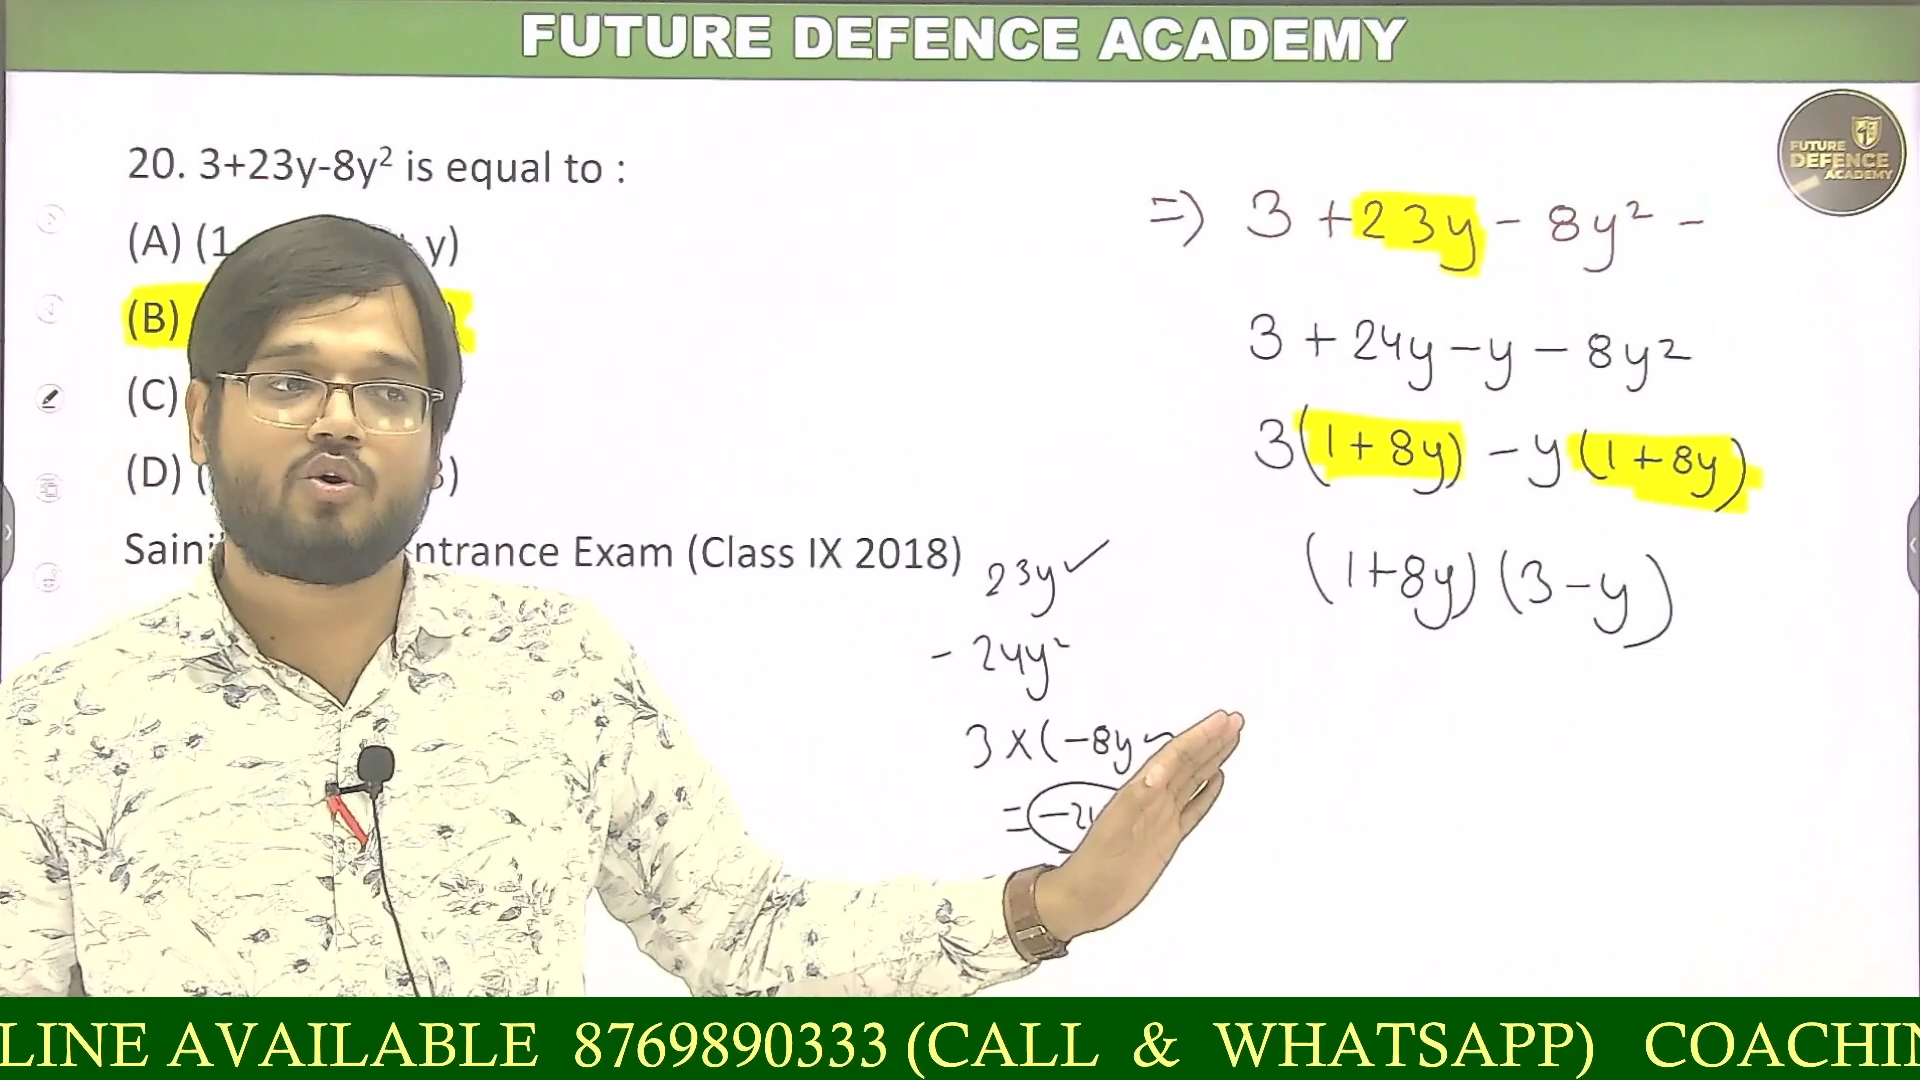 FUTURE DEFENCE ACADEMY
FUTURE
DEFENCE
ACADEMY
20. 3+23y-8y² is equal to :
(A) (1 y)
(B)
(C)
(D) ( )
ntrance Exam (Class IX 2018)
⇒ 3 + 23y - 8y² -
3 + 24y - y - 8y²
3(1+8y) - y(1+8y)
(1+8y)(3-y)
23y ✓
- 24y²
3 × (-8y
= -2
LINE AVAILABLE 8769890333 (CALL & WHATSAPP) COACHIN